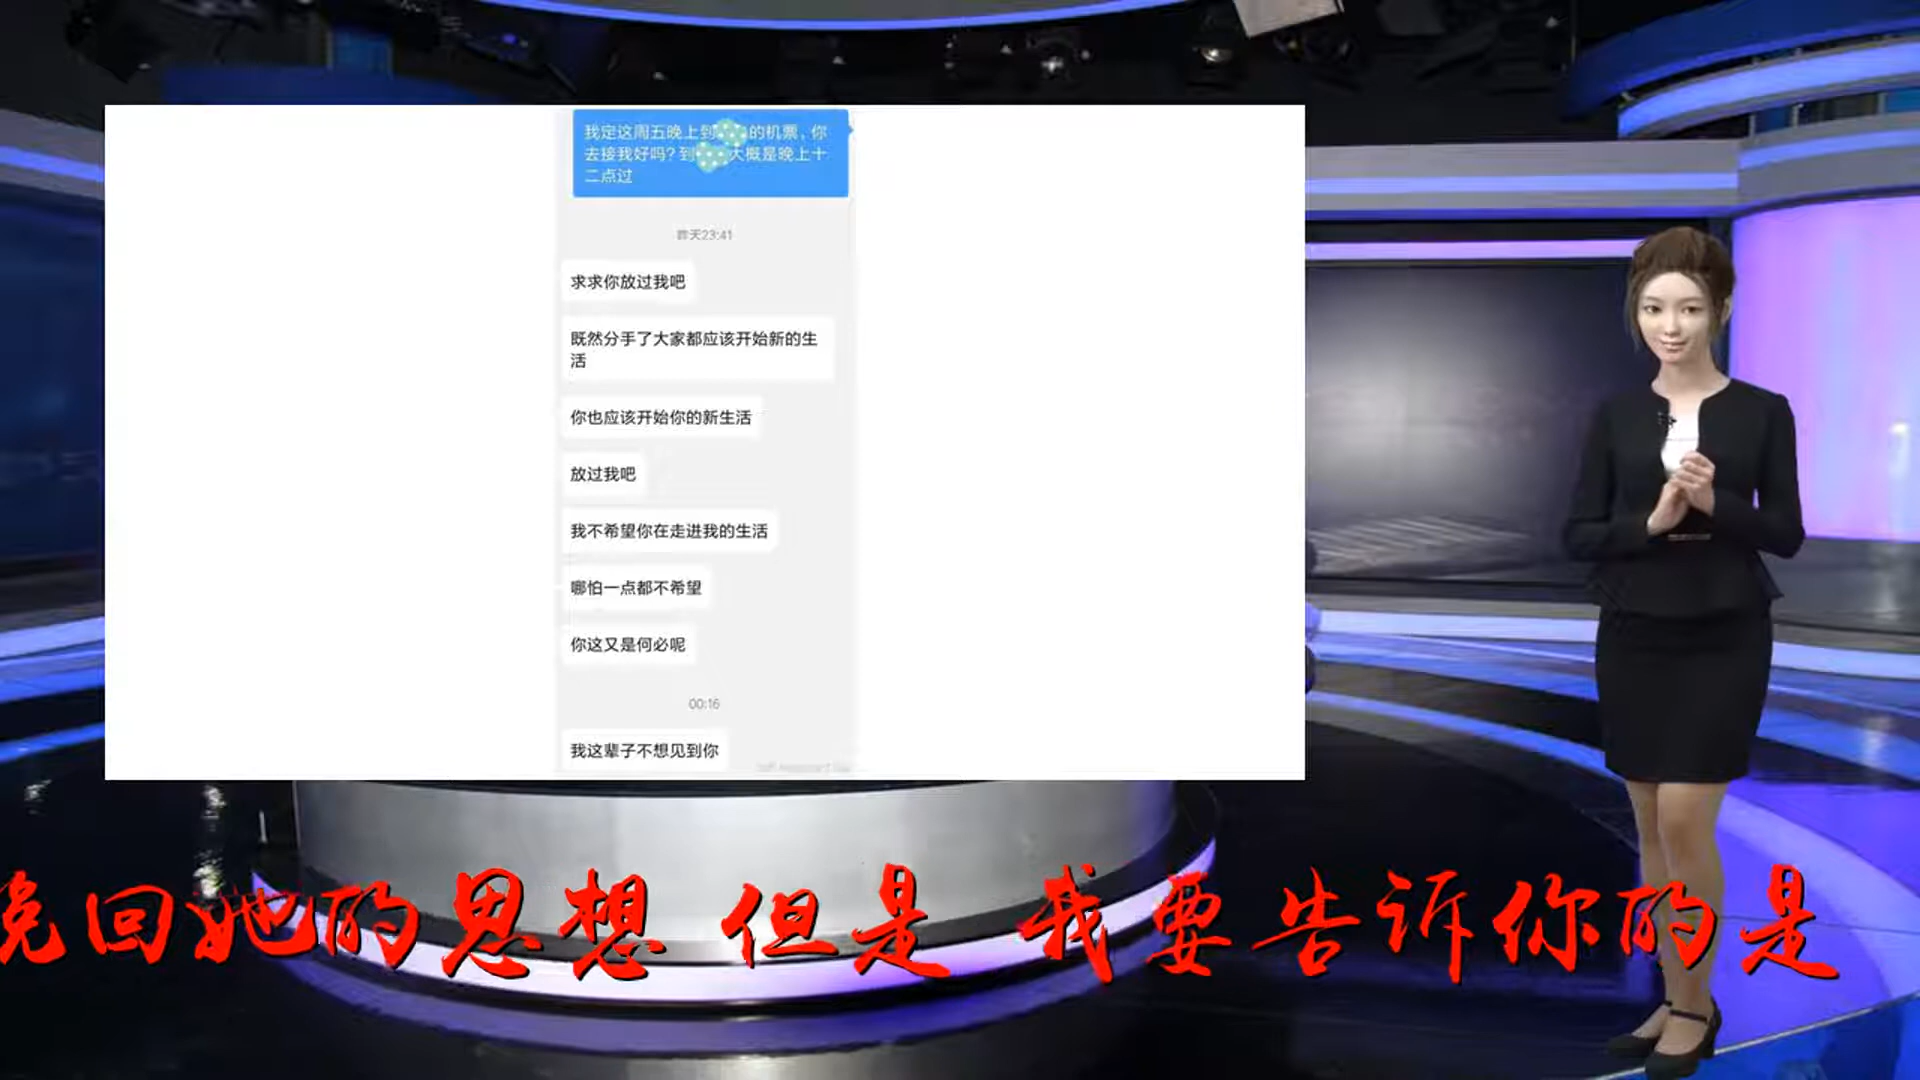 我定这周五晚上到的机票，你
去接我好吗？到大概是晚上十
二点过
昨天23:41
求求你放过我吧
既然分手了大家都应该开始新的生
活
你也应该开始你的新生活
放过我吧
我不希望你在走进我的生活
哪怕一点都不希望
你这又是何必呢
00:16
我这辈子不想见到你
挽回她的思想 但是 我要告诉你的是